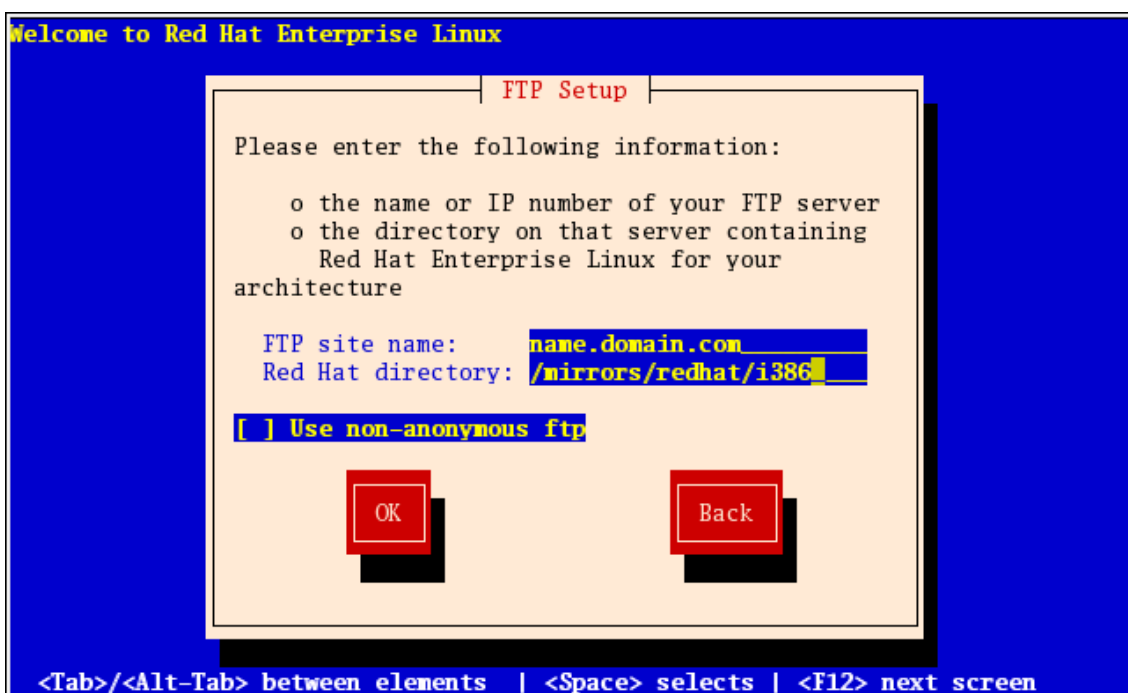 Welcome to Red Hat Enterprise Linux
FTP Setup
Please enter the following information:
o the name or IP number of your FTP server
o the directory on that server containing
Red Hat Enterprise Linux for your
architecture
FTP site name: name.domain.com
Red Hat directory: /mirrors/redhat/i386
[ ] Use non-anonymous ftp
OK Back
<Tab>/<Alt-Tab> between elements | <Space> selects | <F12> next screen